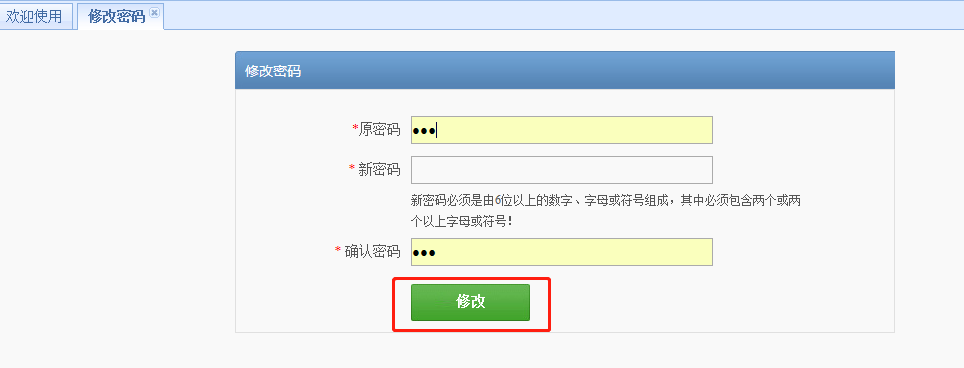 欢迎使用 修改密码
修改密码
*原密码 •••
* 新密码
新密码必须是由6位以上的数字、字母或符号组成，其中必须包含两个或两
个以上字母或符号!
* 确认密码 •••
修改